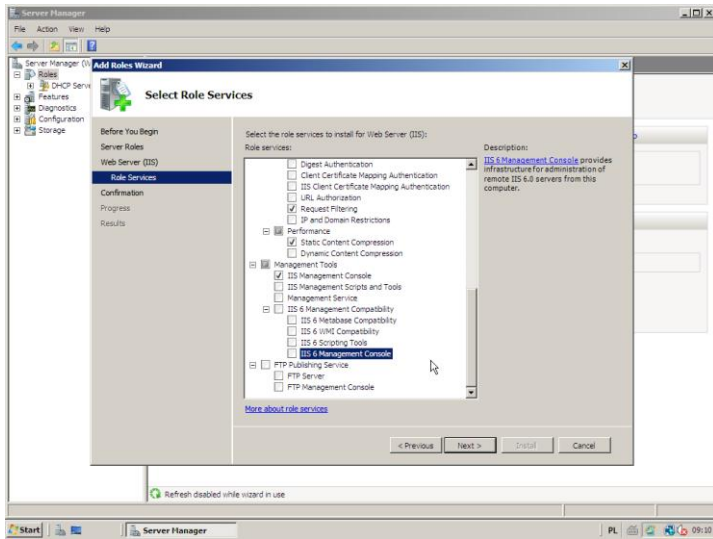 Server Manager
File Action View Help
Server Manager (W
Roles
DHCP Serve
Features
Diagnostics
Configuration
Storage
Add Roles Wizard
Select Role Services
Before You Begin
Server Roles
Web Server (IIS)
Role Services
Confirmation
Progress
Results
Select the role services to install for Web Server (IIS):
Role services:
Digest Authentication
Client Certificate Mapping Authentication
IIS Client Certificate Mapping Authentication
URL Authorization
Request Filtering
IP and Domain Restrictions
Performance
Static Content Compression
Dynamic Content Compression
Management Tools
IIS Management Console
IIS Management Scripts and Tools
Management Service
IIS 6 Management Compatibility
IIS 6 Metabase Compatibility
IIS 6 WMI Compatibility
IIS 6 Scripting Tools
IIS 6 Management Console
FTP Publishing Service
FTP Server
FTP Management Console
More about role services
Description:
IIS 6 Management Console provides
infrastructure for administration of
remote IIS 6.0 servers from this
computer.
< Previous Next > Install Cancel
Refresh disabled while wizard in use
Start Server Manager PL 09:10